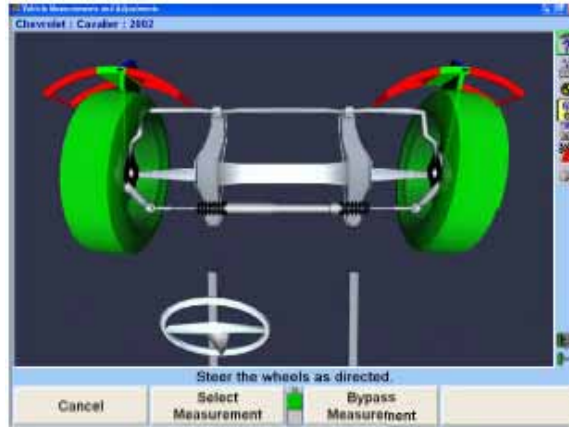 Vehicle Measurements and Adjustments
Chevrolet : Cavalier : 2002
Steer the wheels as directed.
Cancel
Select
Measurement
Bypass
Measurement